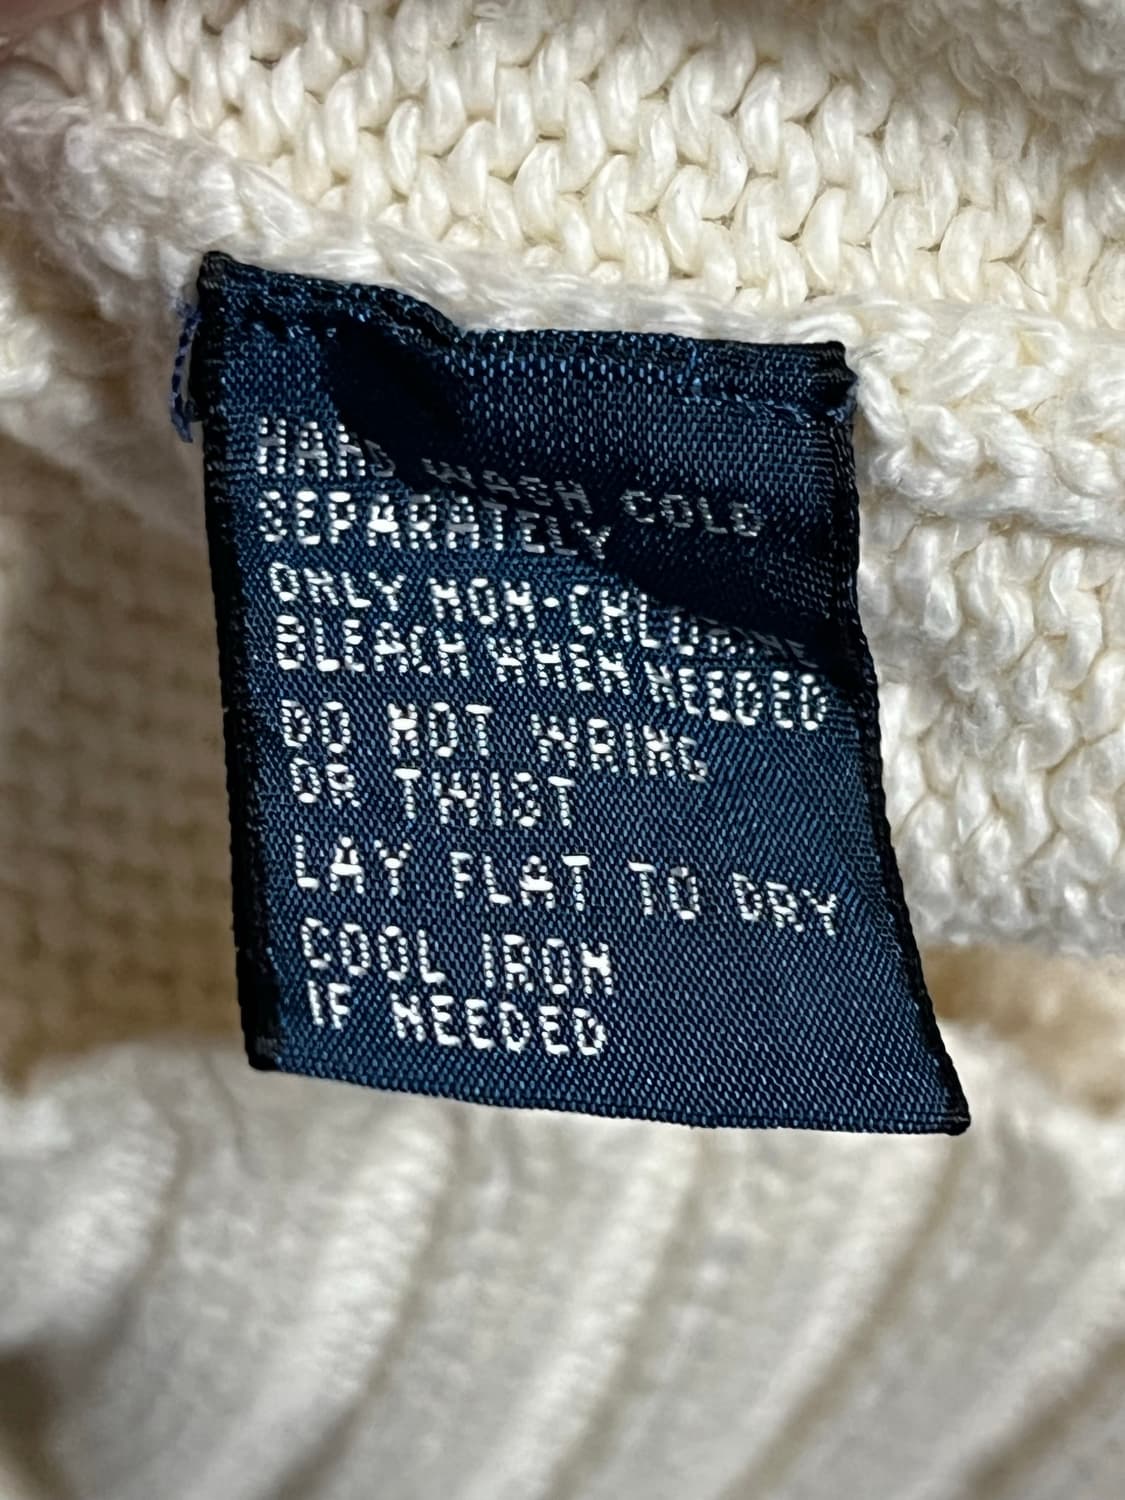 HAND WASH COLD
SEPARATELY
ONLY NON-CHLORINE
BLEACH WHEN NEEDED
DO NOT WRING
OR TWIST
LAY FLAT TO DRY
COOL IRON
IF NEEDED